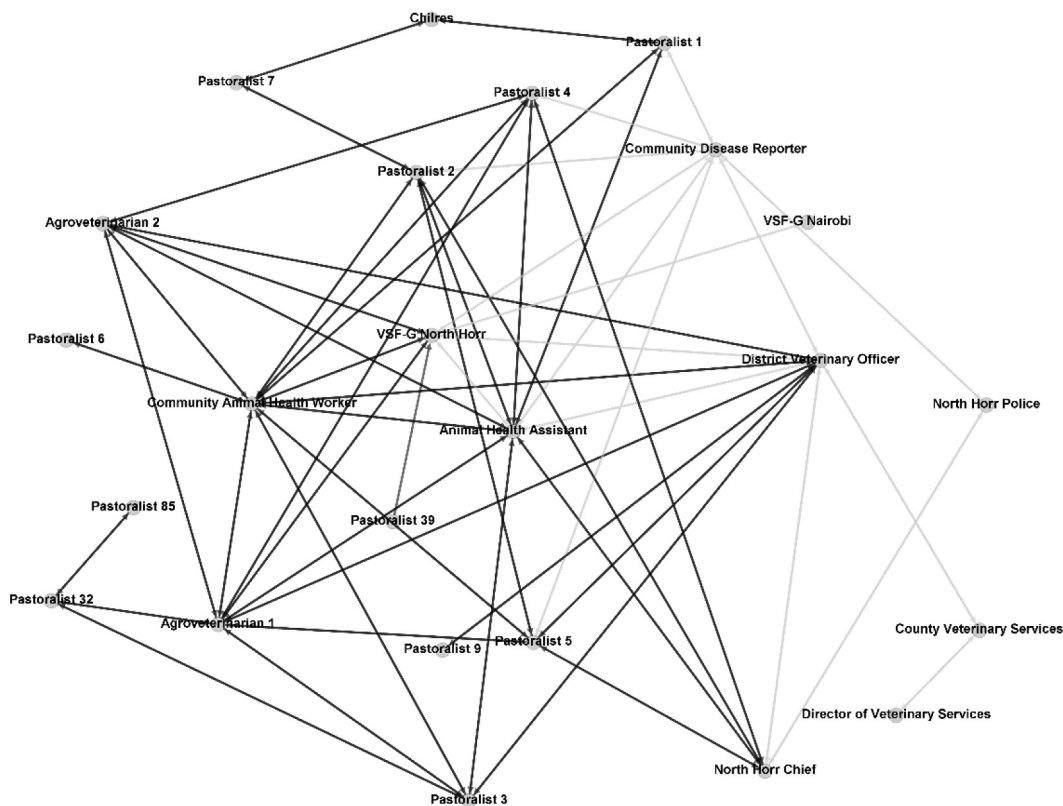 Chilres
Pastoralist 1
Pastoralist 7
Pastoralist 4
Community Disease Reporter
Pastoralist 2
Agroveterinarian 2
VSF-G Nairobi
VSF-G North Horr
Pastoralist 6
District Veterinary Officer
Community Animal Health Worker
North Horr Police
Animal Health Assistant
Pastoralist 85
Pastoralist 39
Pastoralist 32
Agroveterinarian 1
County Veterinary Services
Pastoralist 5
Pastoralist 9
Director of Veterinary Services
North Horr Chief
Pastoralist 3